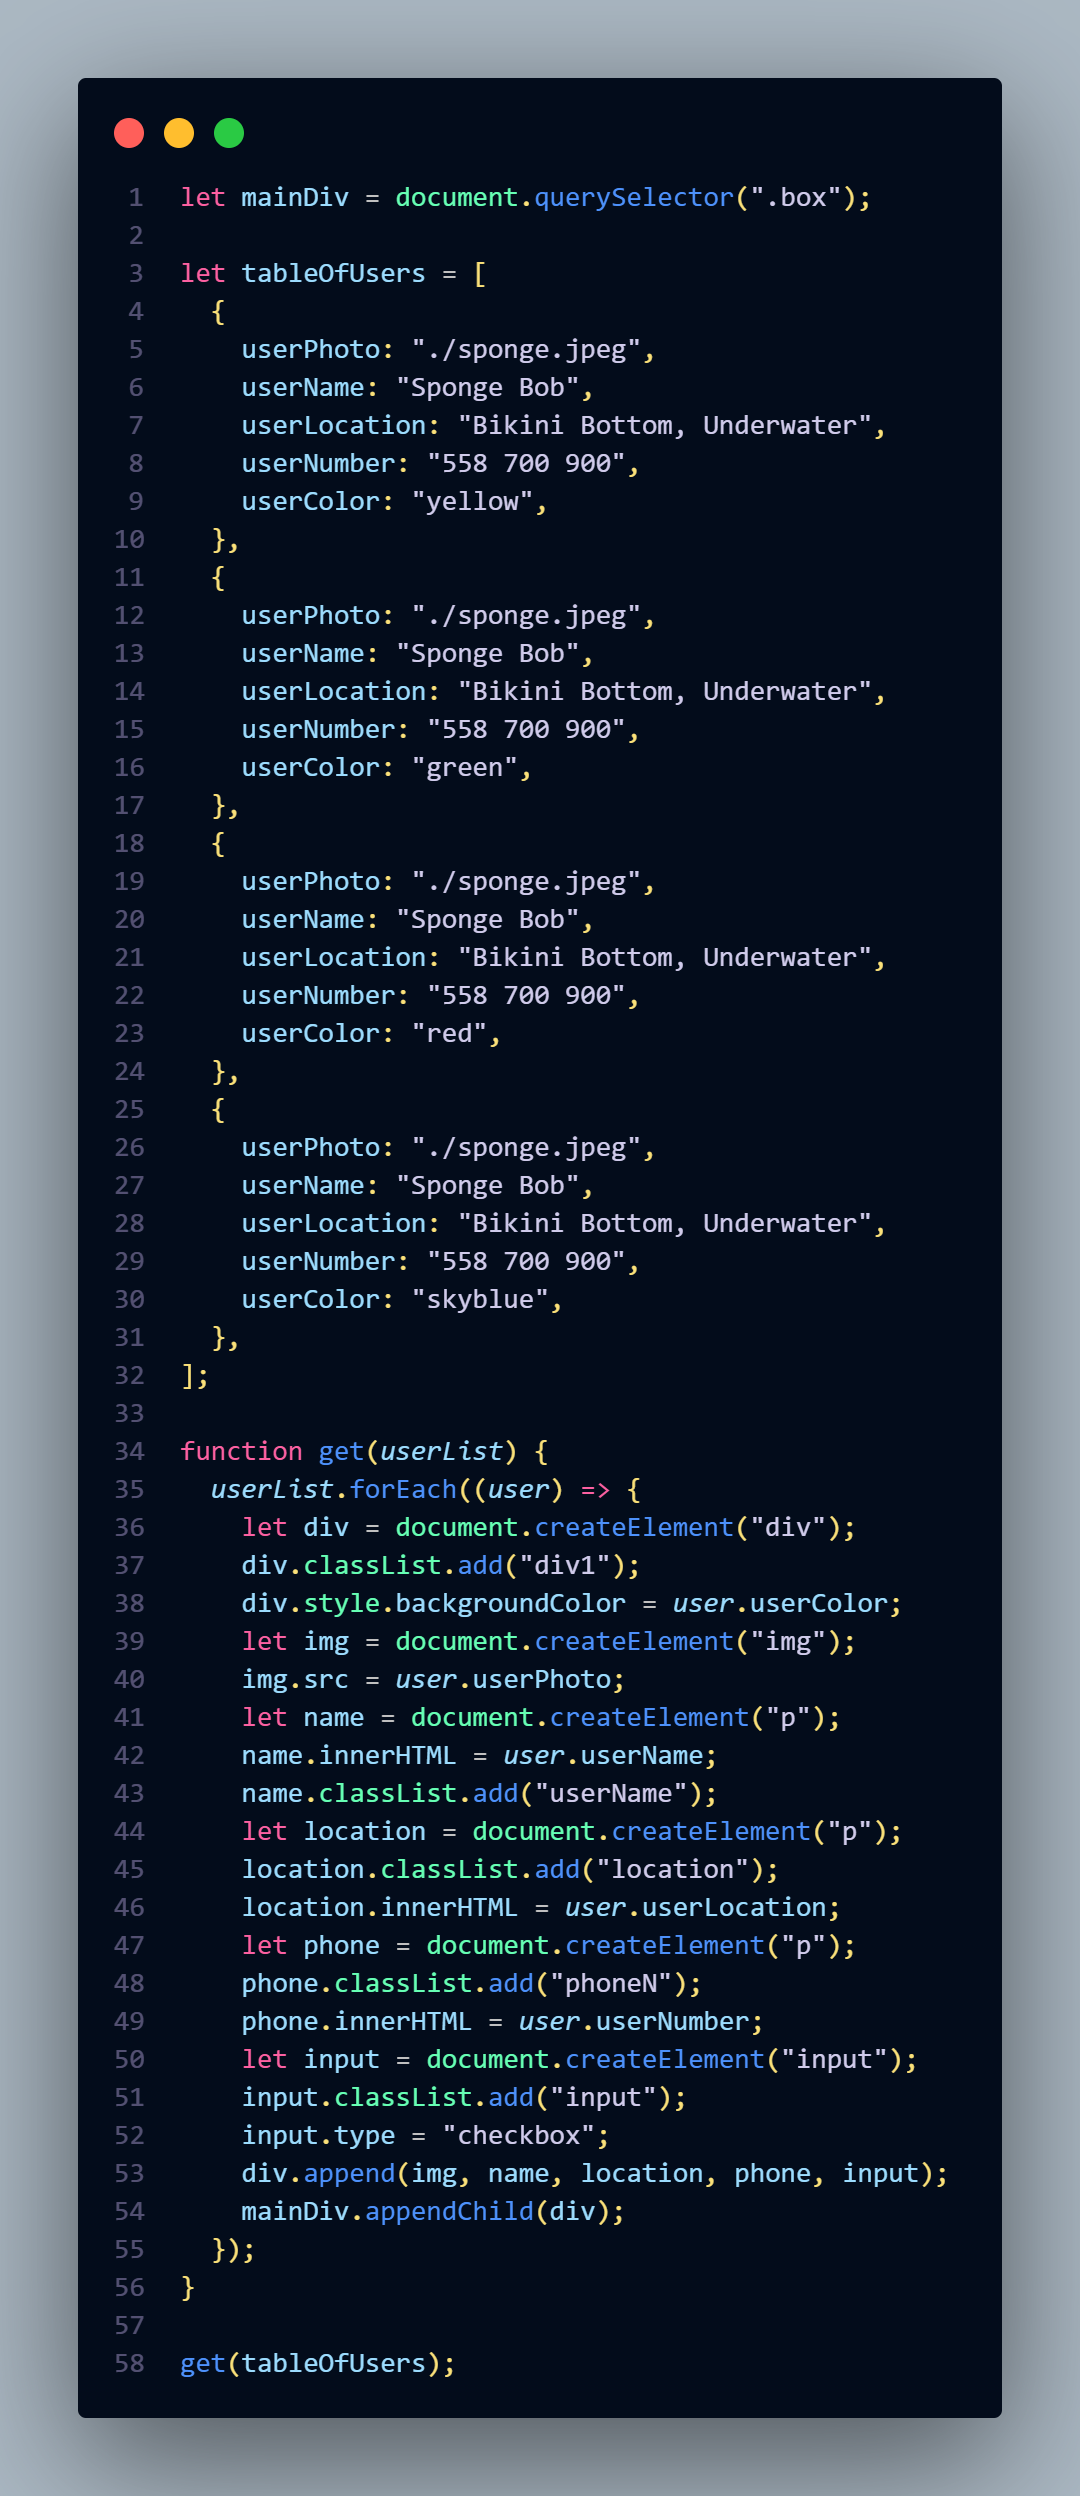 1 let mainDiv = document.querySelector(".box");
2
3 let tableOfUsers = [
4   {
5     userPhoto: "./sponge.jpeg",
6     userName: "Sponge Bob",
7     userLocation: "Bikini Bottom, Underwater",
8     userNumber: "558 700 900",
9     userColor: "yellow",
10   },
11   {
12     userPhoto: "./sponge.jpeg",
13     userName: "Sponge Bob",
14     userLocation: "Bikini Bottom, Underwater",
15     userNumber: "558 700 900",
16     userColor: "green",
17   },
18   {
19     userPhoto: "./sponge.jpeg",
20     userName: "Sponge Bob",
21     userLocation: "Bikini Bottom, Underwater",
22     userNumber: "558 700 900",
23     userColor: "red",
24   },
25   {
26     userPhoto: "./sponge.jpeg",
27     userName: "Sponge Bob",
28     userLocation: "Bikini Bottom, Underwater",
29     userNumber: "558 700 900",
30     userColor: "skyblue",
31   },
32 ];
33
34 function get(userList) {
35   userList.forEach((user) => {
36     let div = document.createElement("div");
37     div.classList.add("div1");
38     div.style.backgroundColor = user.userColor;
39     let img = document.createElement("img");
40     img.src = user.userPhoto;
41     let name = document.createElement("p");
42     name.innerHTML = user.userName;
43     name.classList.add("userName");
44     let location = document.createElement("p");
45     location.classList.add("location");
46     location.innerHTML = user.userLocation;
47     let phone = document.createElement("p");
48     phone.classList.add("phoneN");
49     phone.innerHTML = user.userNumber;
50     let input = document.createElement("input");
51     input.classList.add("input");
52     input.type = "checkbox";
53     div.append(img, name, location, phone, input);
54     mainDiv.appendChild(div);
55   });
56 }
57
58 get(tableOfUsers);